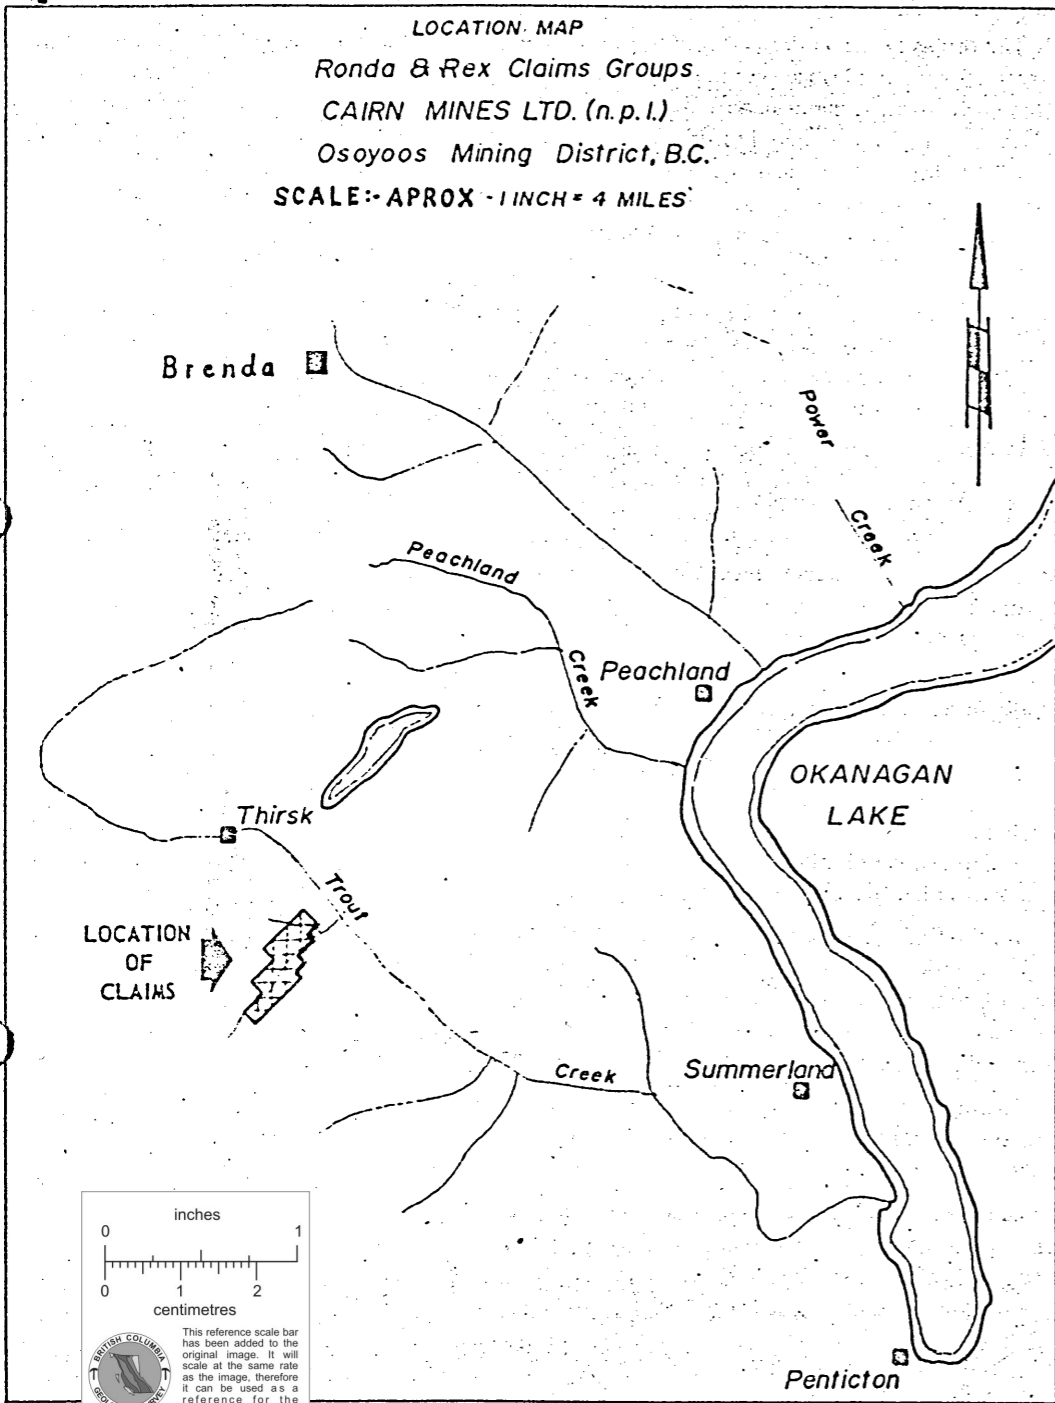 LOCATION MAP
Ronda & Rex Claims Groups
CAIRN MINES LTD. (n.p.l.)
Osoyoos Mining District, B.C.
SCALE:- APROX - 1 INCH = 4 MILES
Brenda
Power
Creek
Peachland
Creek
Peachland
OKANAGAN
LAKE
Thirsk
Trout
LOCATION
OF
CLAIMS
Creek
Summerland
inches
0 1
0 1 2
centimetres
This reference scale bar
has been added to the
original image. It will
scale at the same rate
as the image, therefore
it can be used as a
reference for the
BRITISH COLUMBIA
Penticton